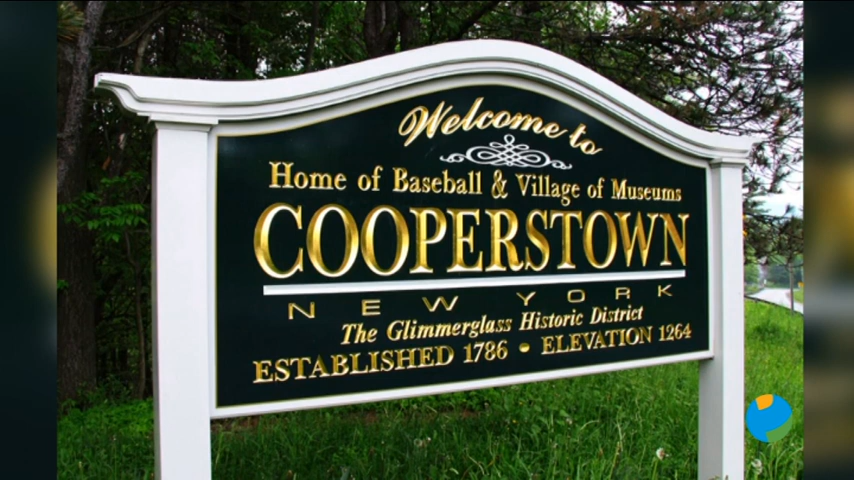 Welcome to
Home of Baseball & Village of Museums
COOPERSTOWN
NEW YORK
The Glimmerglass Historic District
ESTABLISHED 1786 • ELEVATION 1264